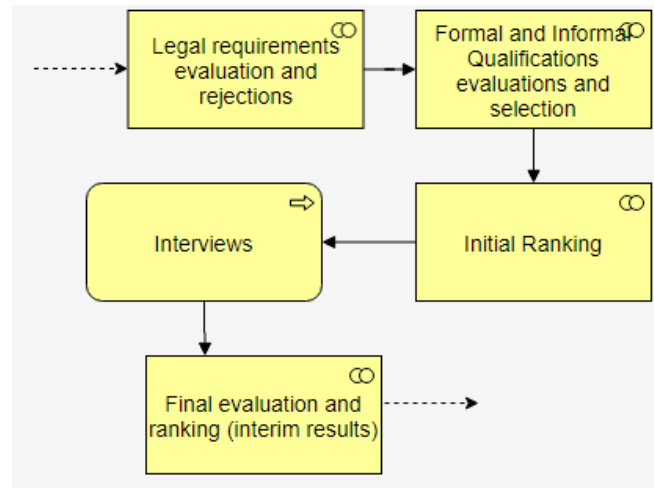 Legal requirements
evaluation and
rejections
Formal and Informal
Qualifications
evaluations and
selection
Interviews
Initial Ranking
Final evaluation and
ranking (interim results)